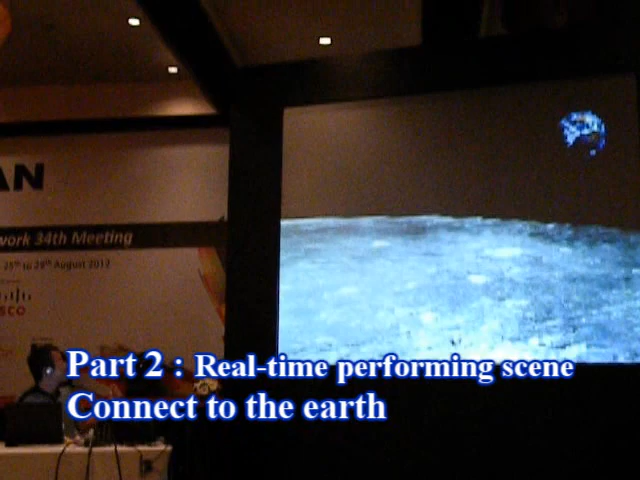 AN
work 34th Meeting
25th to 29th August 2012
Part 2 : Real-time performing scene
Connect to the earth